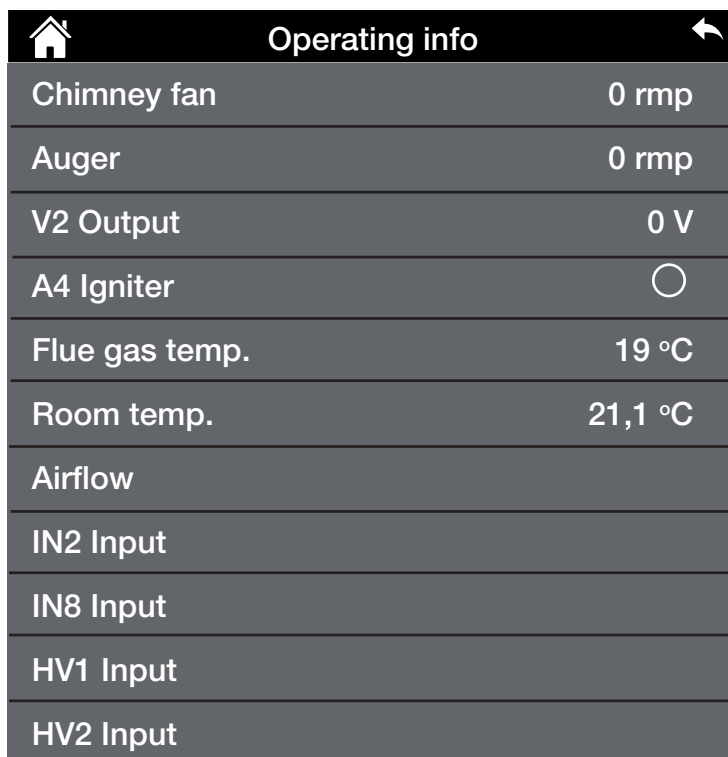 Operating info
Chimney fan 0 rmp
Auger 0 rmp
V2 Output 0 V
A4 Igniter
Flue gas temp. 19 °C
Room temp. 21,1 °C
Airflow
IN2 Input
IN8 Input
HV1 Input
HV2 Input